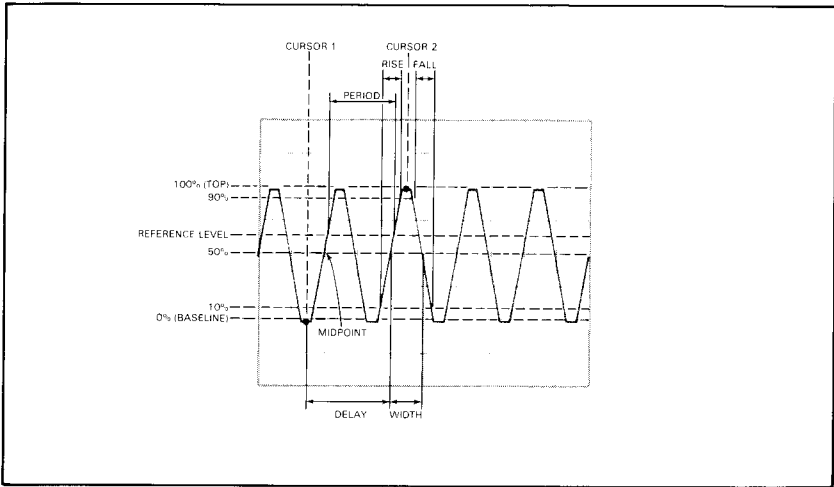 CURSOR 1
CURSOR 2
RISE
FALL
PERIOD
100% (TOP)
90%
REFERENCE LEVEL
50%
10%
0% (BASELINE)
MIDPOINT
DELAY
WIDTH